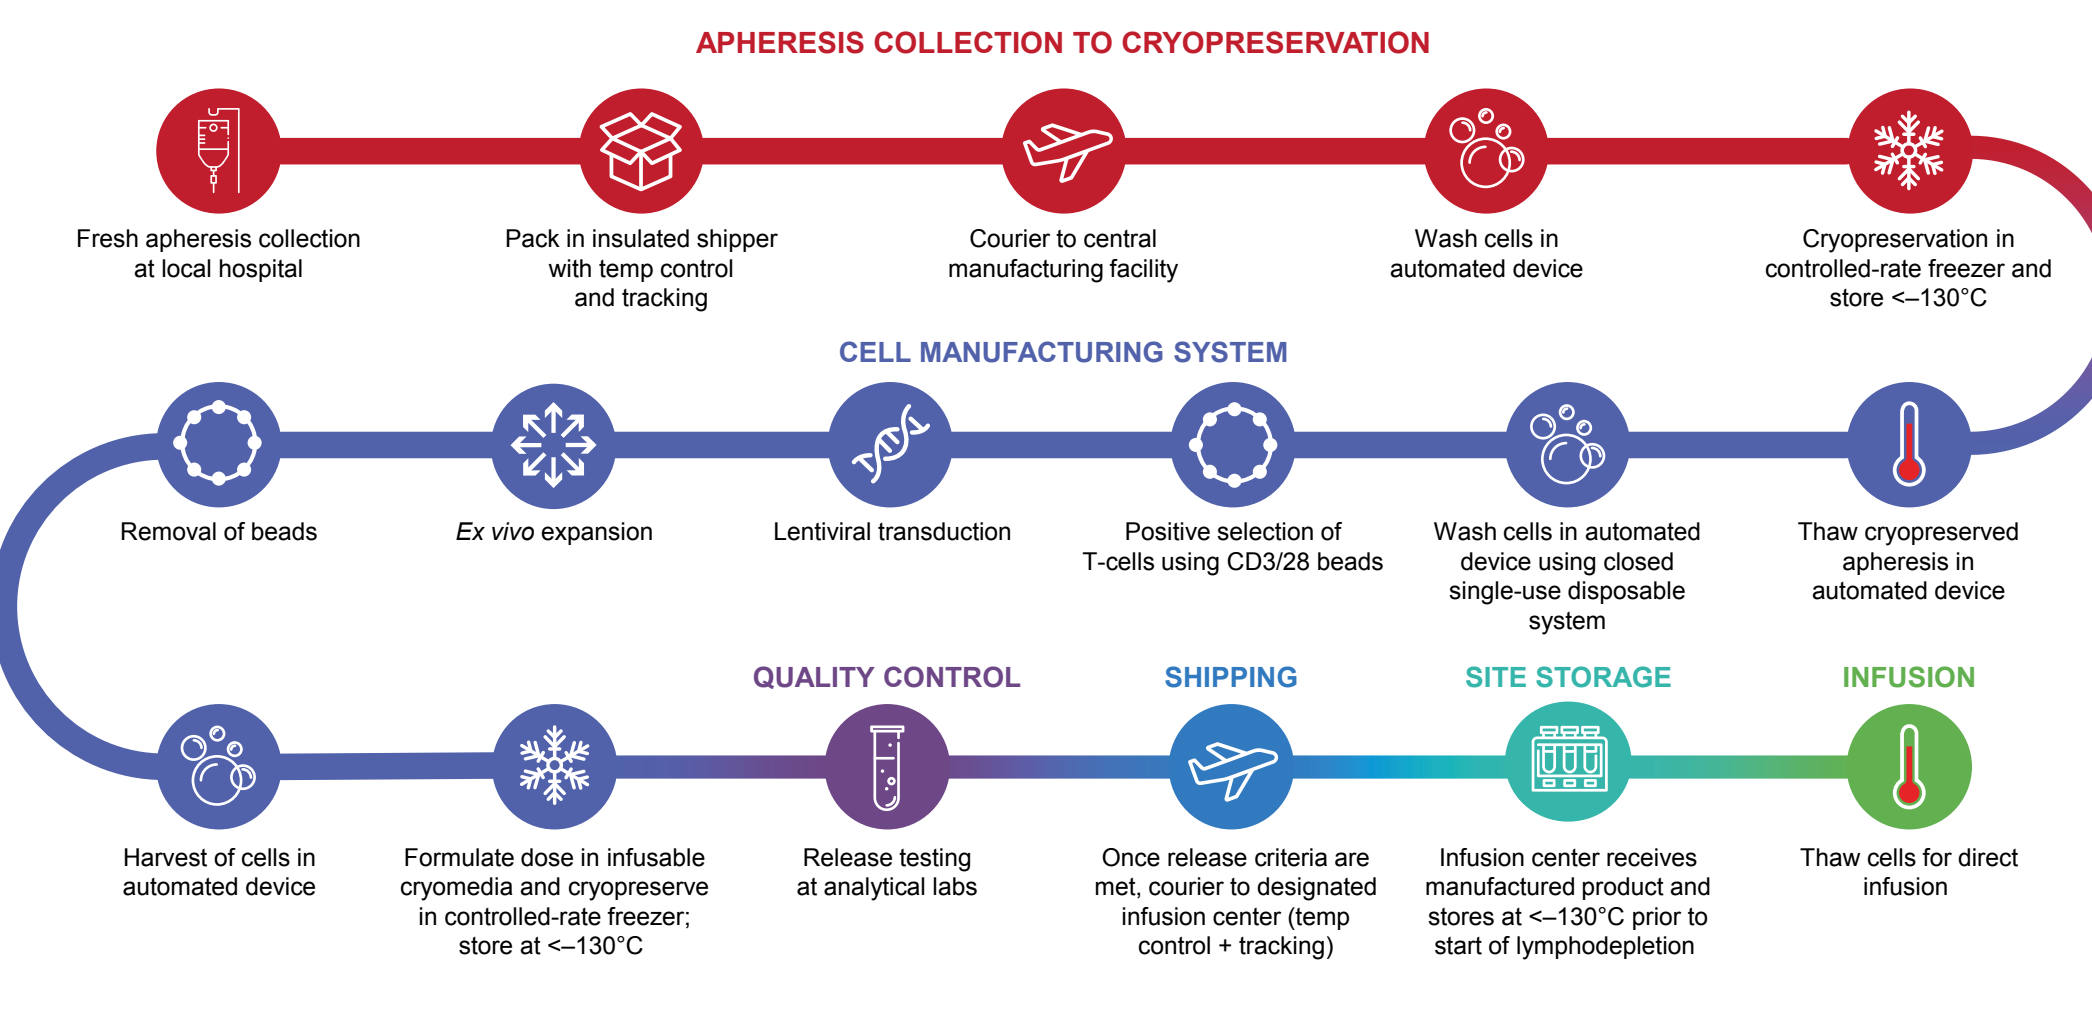 APHERESIS COLLECTION TO CRYOPRESERVATION
Fresh apheresis collection
at local hospital
Pack in insulated shipper
with temp control
and tracking
Courier to central
manufacturing facility
Wash cells in
automated device
Cryopreservation in
controlled-rate freezer and
store <–130°C
CELL MANUFACTURING SYSTEM
Removal of beads
Ex vivo expansion
Lentiviral transduction
Positive selection of
T-cells using CD3/28 beads
Wash cells in automated
device using closed
single-use disposable
system
Thaw cryopreserved
apheresis in
automated device
Harvest of cells in
automated device
Formulate dose in infusable
cryomedia and cryopreserve
in controlled-rate freezer;
store at <–130°C
QUALITY CONTROL
Release testing
at analytical labs
SHIPPING
Once release criteria are
met, courier to designated
infusion center (temp
control + tracking)
SITE STORAGE
Infusion center receives
manufactured product and
stores at <–130°C prior to
start of lymphodepletion
INFUSION
Thaw cells for direct
infusion